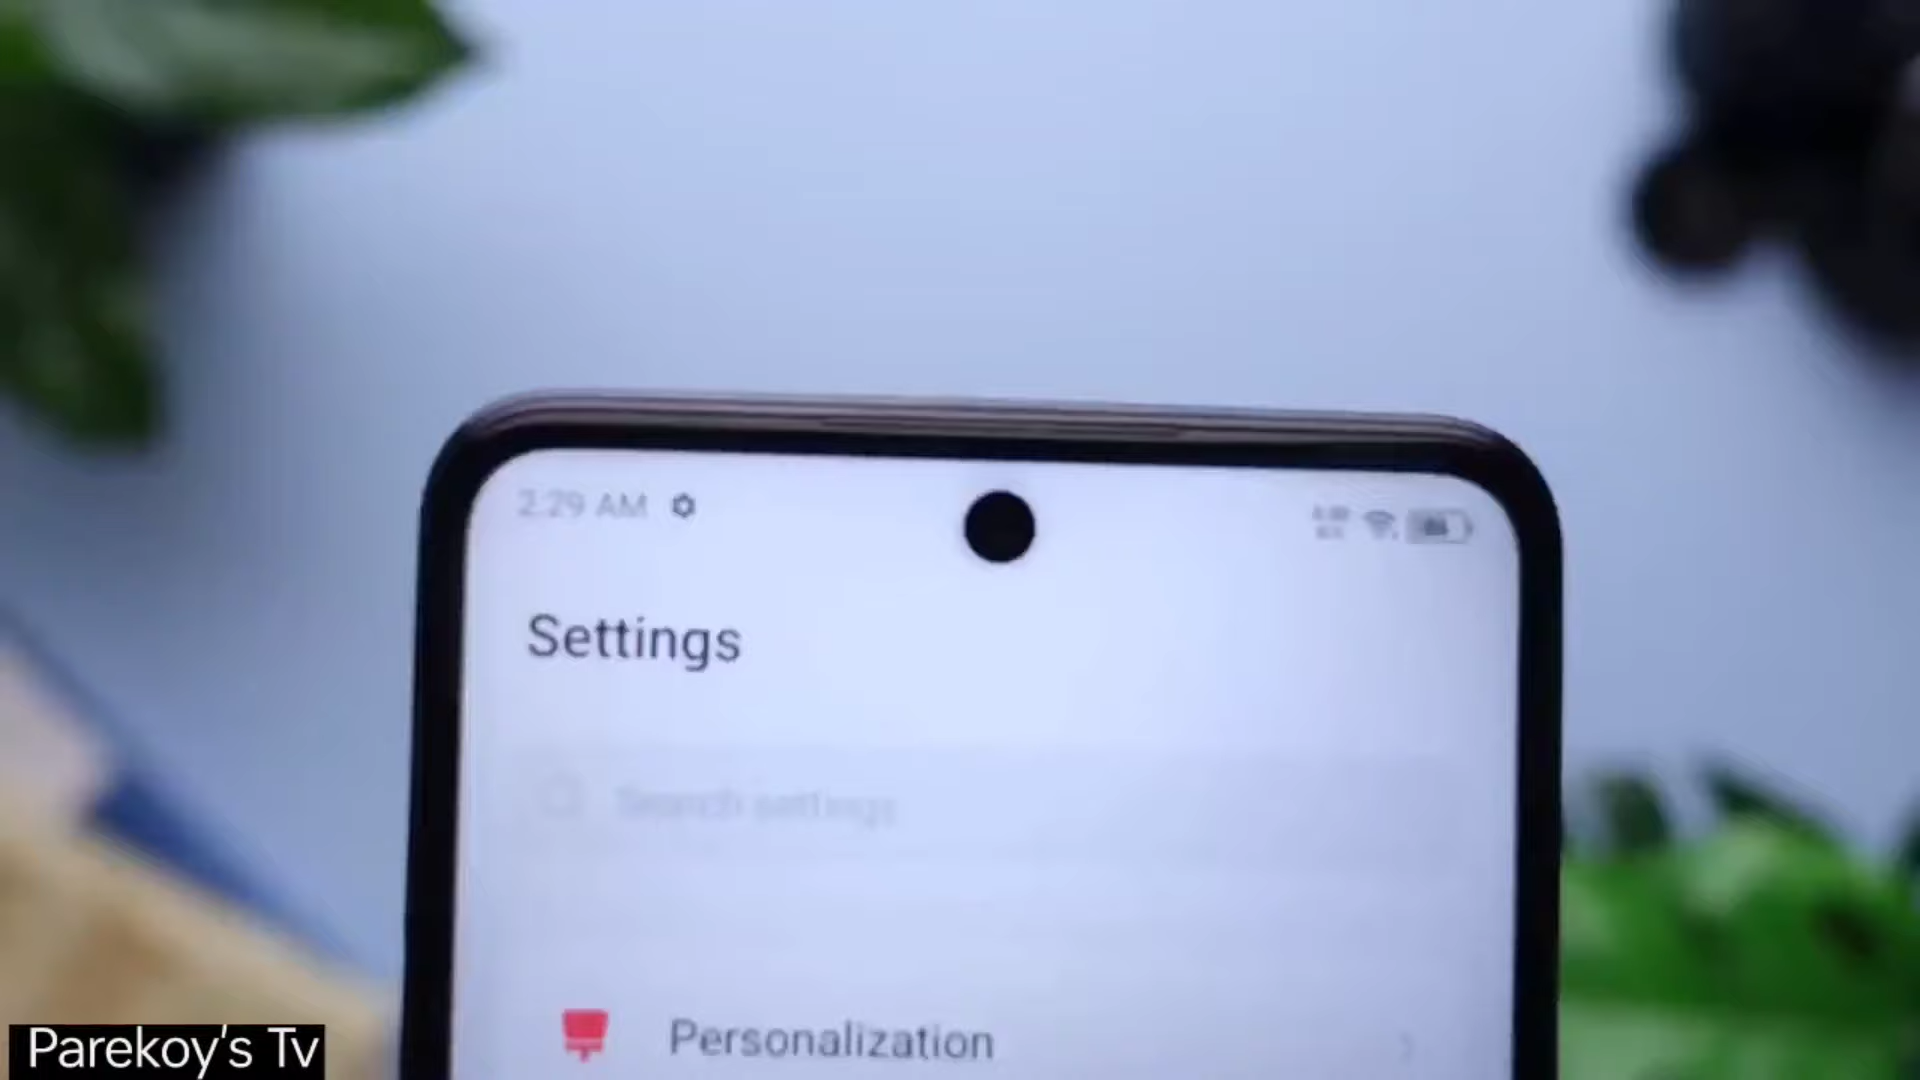 2:29 AM
Settings
Search settings
Personalization
Parekoy's Tv